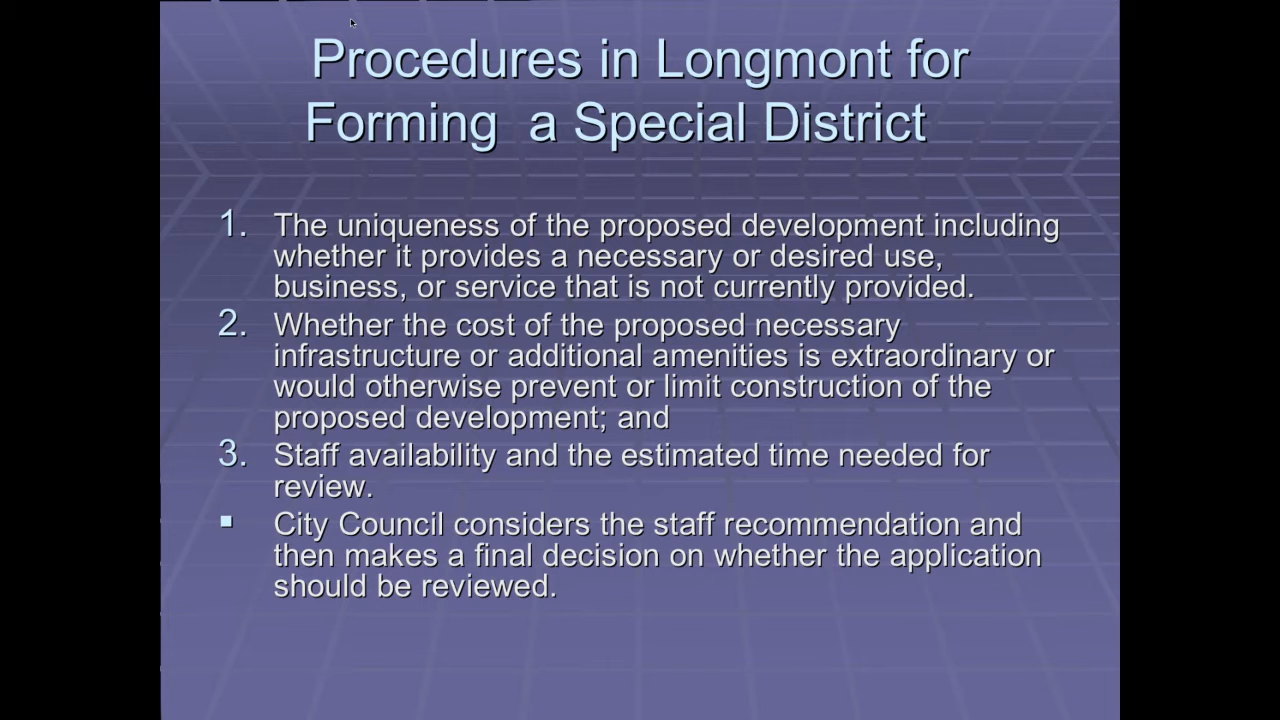 Procedures in Longmont for
Forming a Special District
1. The uniqueness of the proposed development including
whether it provides a necessary or desired use,
business, or service that is not currently provided.
2. Whether the cost of the proposed necessary
infrastructure or additional amenities is extraordinary or
would otherwise prevent or limit construction of the
proposed development; and
3. Staff availability and the estimated time needed for
review.
▪ City Council considers the staff recommendation and
then makes a final decision on whether the application
should be reviewed.